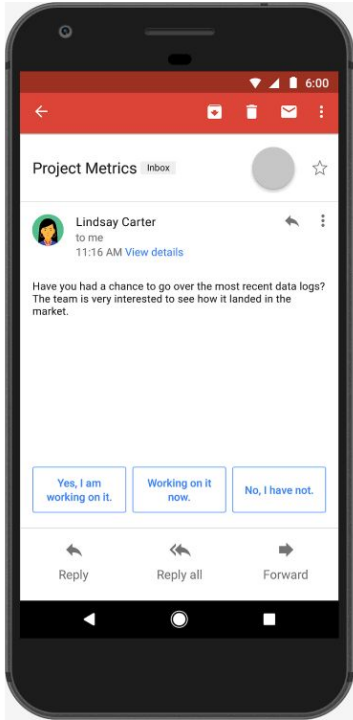 6:00
Project Metrics Inbox
Lindsay Carter
to me
11:16 AM View details
Have you had a chance to go over the most recent data logs?
The team is very interested to see how it landed in the
market.
Yes, I am
working on it.
Working on it
now.
No, I have not.
Reply
Reply all
Forward